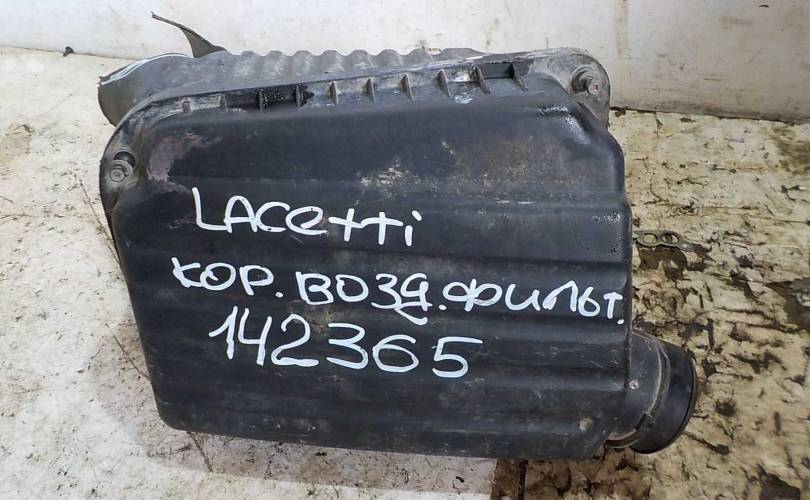 Lacetti
кор. возд. фильт.
142365